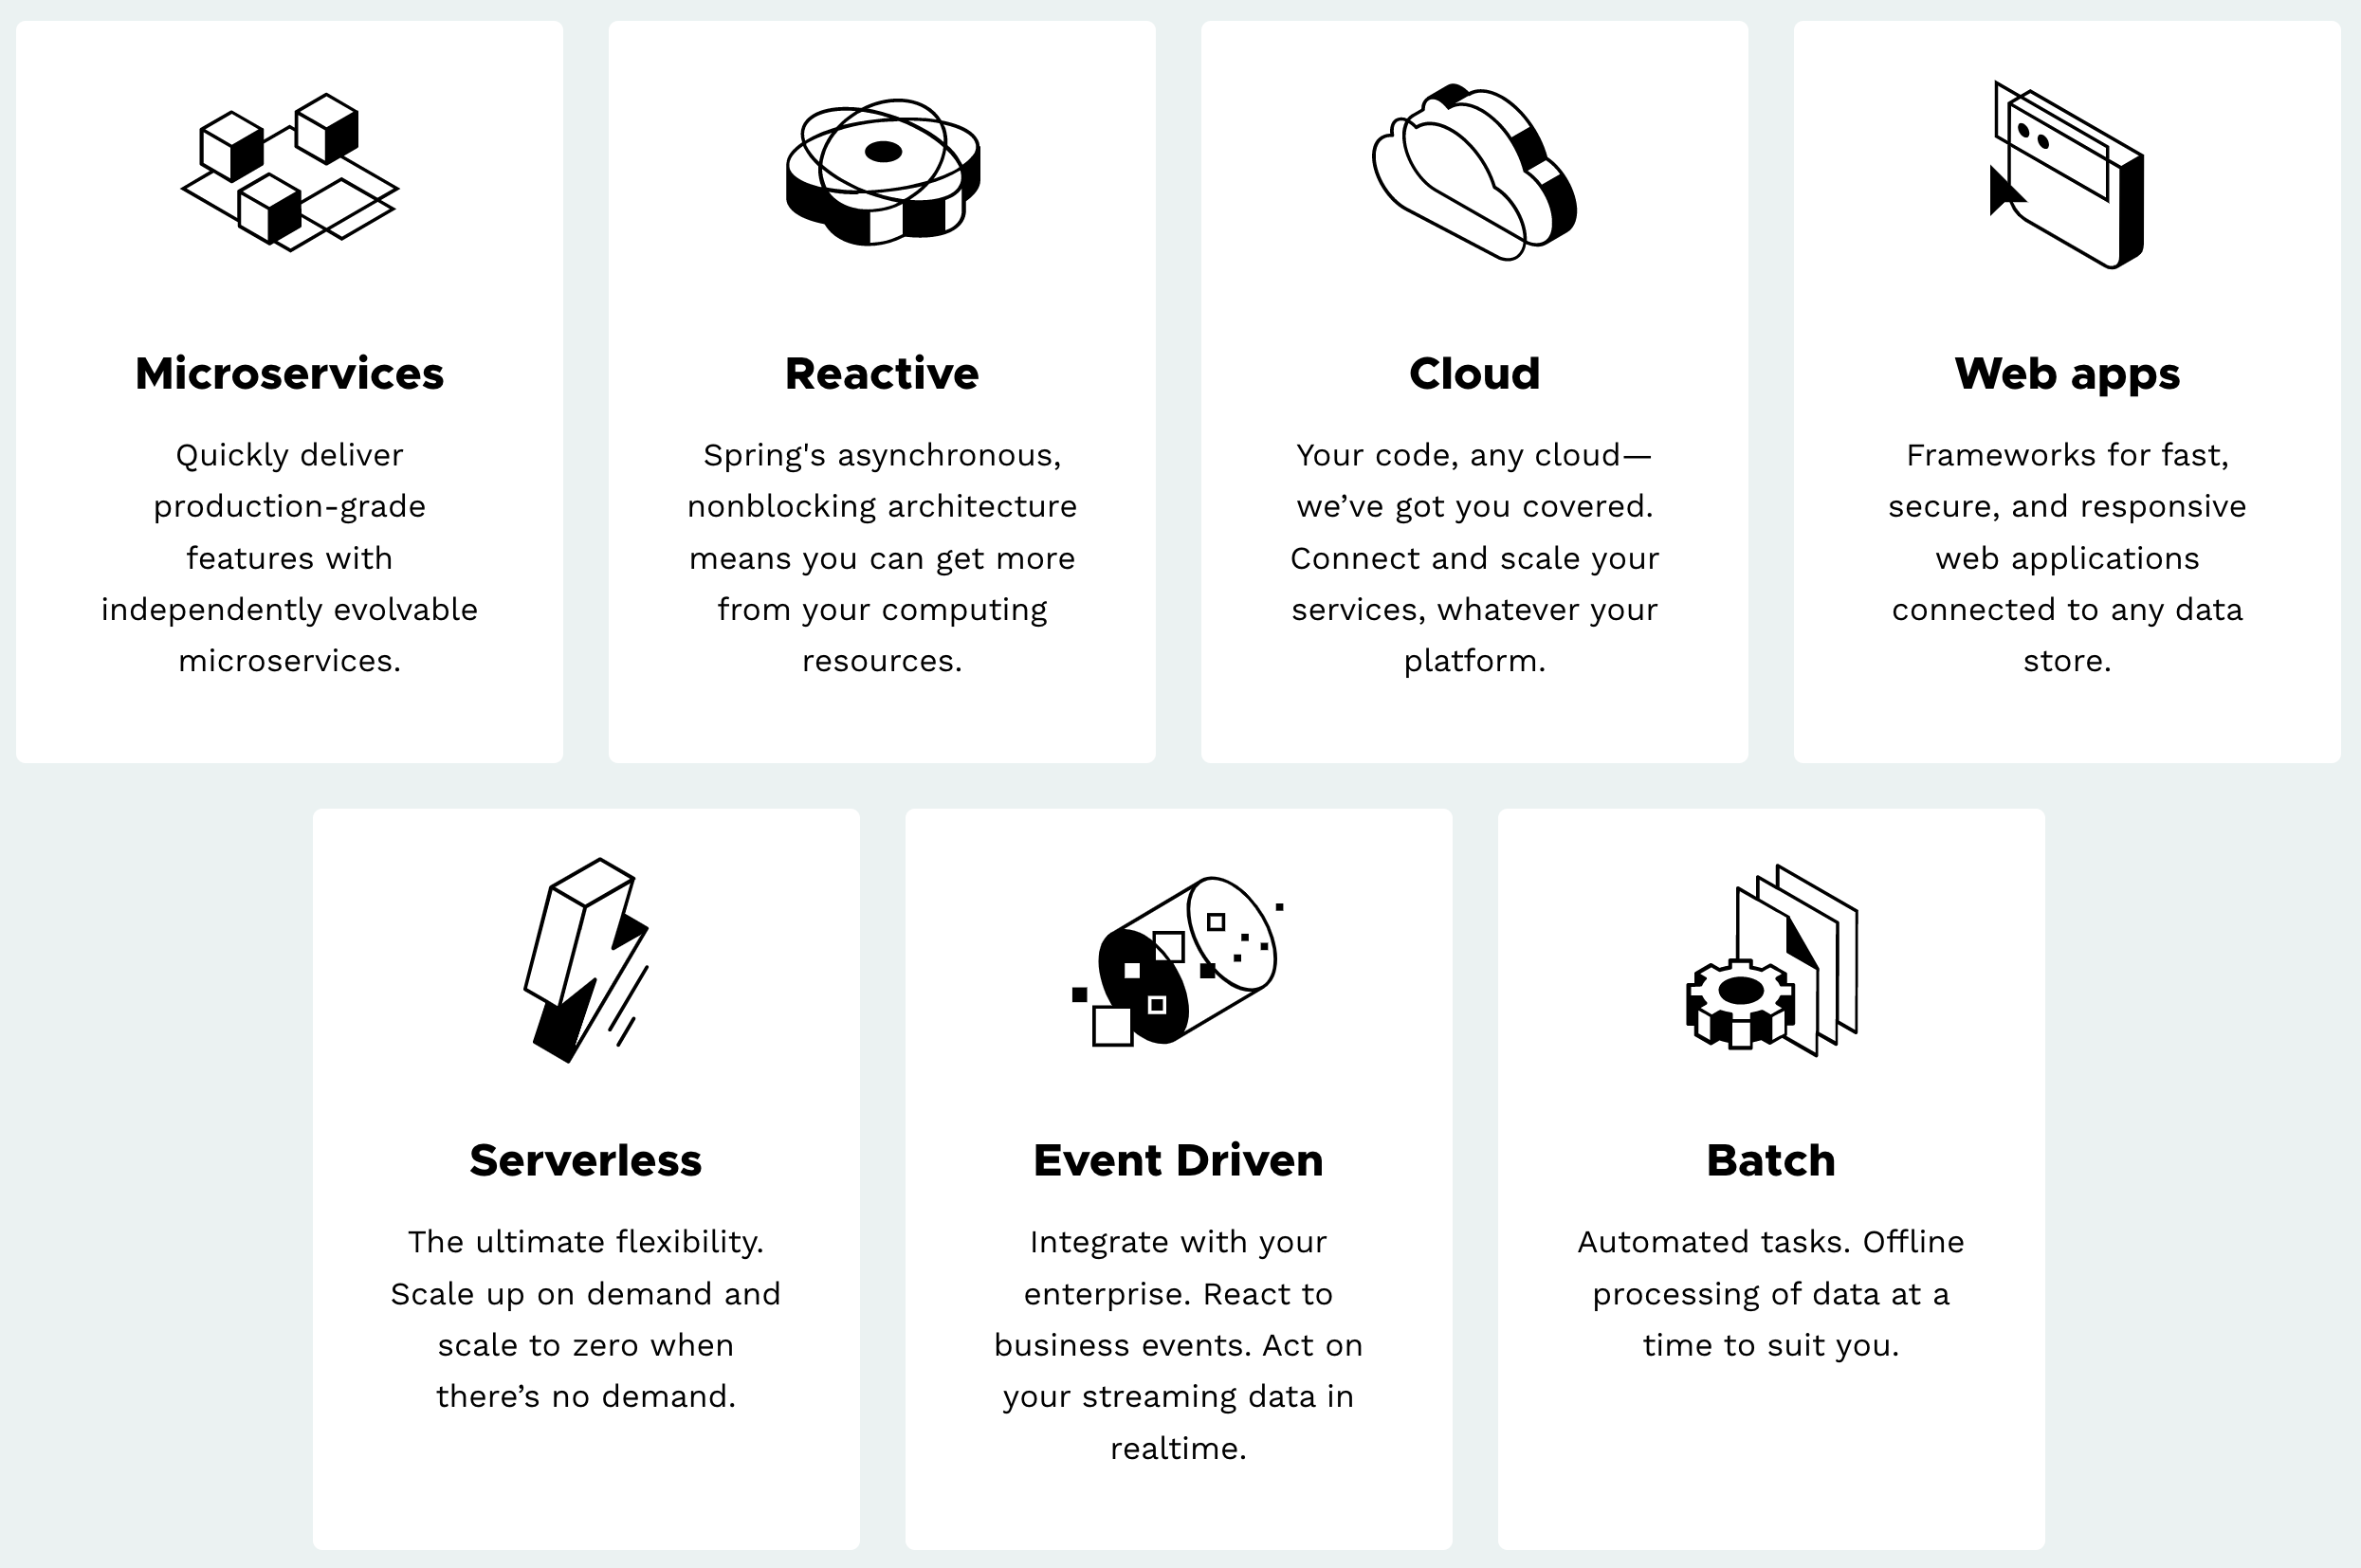 Microservices
Quickly deliver
production-grade
features with
independently evolvable
microservices.
Reactive
Spring's asynchronous,
nonblocking architecture
means you can get more
from your computing
resources.
Cloud
Your code, any cloud—
we’ve got you covered.
Connect and scale your
services, whatever your
platform.
Web apps
Frameworks for fast,
secure, and responsive
web applications
connected to any data
store.
Serverless
The ultimate flexibility.
Scale up on demand and
scale to zero when
there’s no demand.
Event Driven
Integrate with your
enterprise. React to
business events. Act on
your streaming data in
realtime.
Batch
Automated tasks. Offline
processing of data at a
time to suit you.